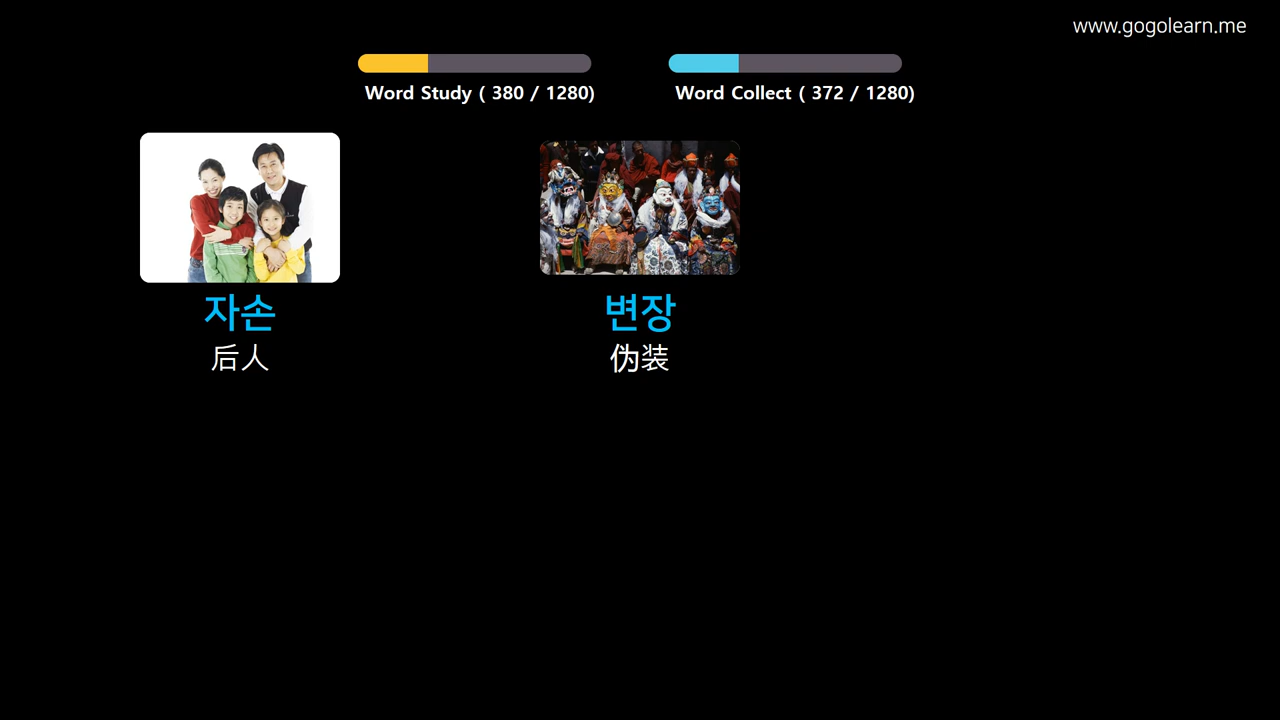 www.gogolearn.me
Word Study ( 380 / 1280)
Word Collect ( 372 / 1280)
자손
后人
변장
伪装